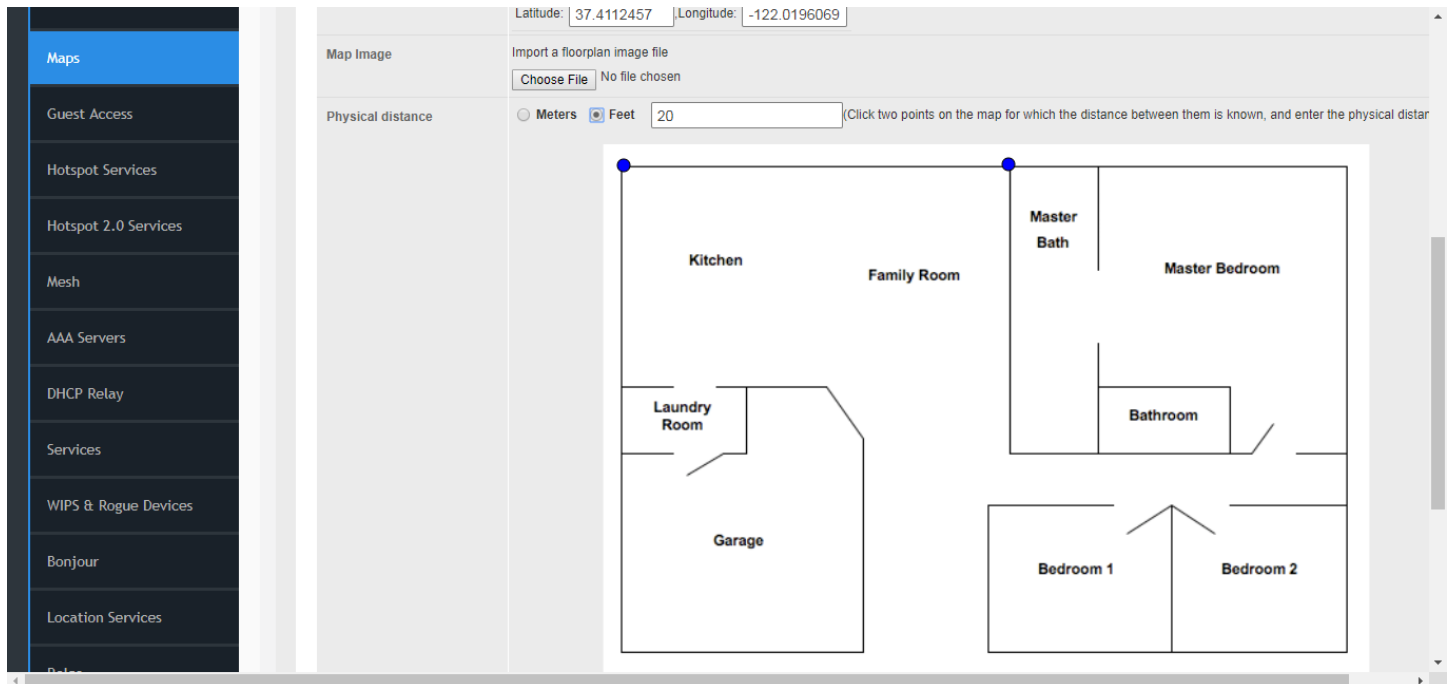 Latitude: 37.4112457 ,Longitude: -122.0196069
Maps
Map Image
Import a floorplan image file
Choose File No file chosen
Guest Access
Physical distance
Meters Feet 20 (Click two points on the map for which the distance between them is known, and enter the physical distar
Hotspot Services
Hotspot 2.0 Services
Mesh
AAA Servers
DHCP Relay
Services
WIPS & Rogue Devices
Bonjour
Location Services
Master
Bath
Kitchen
Family Room
Master Bedroom
Laundry
Room
Bathroom
Garage
Bedroom 1
Bedroom 2